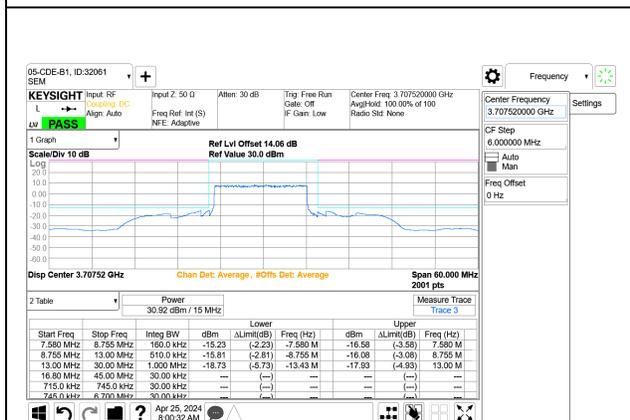 05-CDE-B1, ID:32061
SEM
Frequency
KEYSIGHT Input: RF Input Z: 50 Ω Atten: 30 dB Trig: Free Run Center Freq: 3.707520000 GHz
L Coupling: DC Gate: Off Avg|Hold: 100.00% of 100
Align: Auto Freq Ref: Int (S) IF Gain: Low Radio Std: None
LXI PASS NFE: Adaptive
Center Frequency
3.707520000 GHz
Settings
CF Step
6.000000 MHz
Auto
Man
Freq Offset
0 Hz
1 Graph
Ref Lvl Offset 14.06 dB
Scale/Div 10 dB Ref Value 30.0 dBm
Log
20.0
10.0
0.00
-10.0
-20.0
-30.0
-40.0
-50.0
-60.0
Disp Center 3.70752 GHz Chan Det: Average , #Offs Det: Average Span 60.000 MHz
2001 pts
2 Table
Power
30.92 dBm / 15 MHz
Measure Trace
Trace 3
Lower Upper
Start Freq Stop Freq Integ BW dBm ΔLimit(dB) Freq (Hz) dBm ΔLimit(dB) Freq (Hz)
7.580 MHz 8.755 MHz 160.0 kHz -15.23 (-2.23) -7.580 M -16.58 (-3.58) 7.580 M
8.755 MHz 13.00 MHz 510.0 kHz -15.81 (-2.81) -8.755 M -16.08 (-3.08) 8.755 M
13.00 MHz 30.00 MHz 1.000 MHz -18.73 (-5.73) -13.43 M -17.93 (-4.93) 13.00 M
16.80 MHz 45.00 MHz 30.00 kHz --- (---) --- --- (---) ---
715.0 kHz 745.0 kHz 30.00 kHz --- (---) --- --- (---) ---
745.0 kHz 6.700 MHz 30.00 kHz --- (---) --- --- (---) ---
Apr 25, 2024
8:00:32 AM